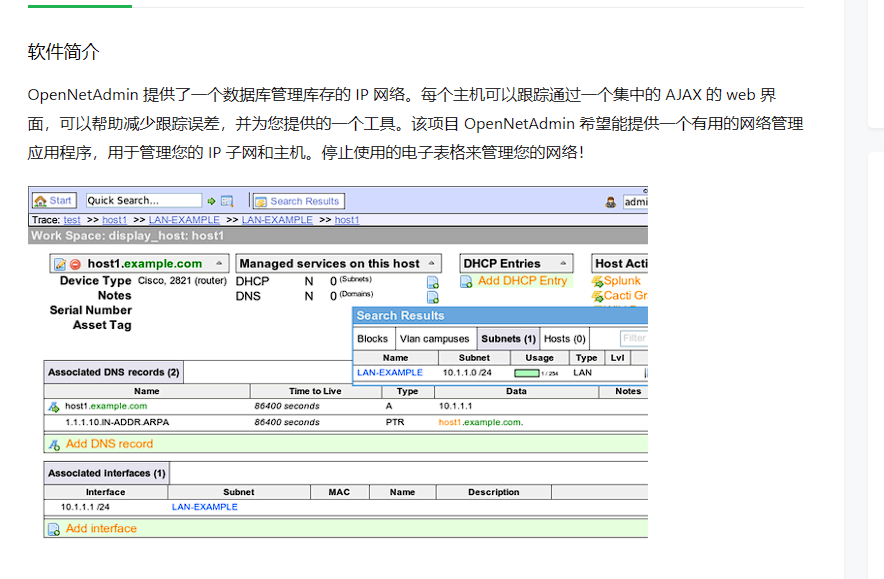 软件简介
OpenNetAdmin 提供了一个数据库管理库存的 IP 网络。每个主机可以跟踪通过一个集中的 AJAX 的 web 界
面，可以帮助减少跟踪误差，并为您提供的一个工具。该项目 OpenNetAdmin 希望能提供一个有用的网络管理
应用程序，用于管理您的 IP 子网和主机。停止使用的电子表格来管理您的网络！
Start Quick Search... Search Results admi
Trace: test >> host1 >> LAN-EXAMPLE >> LAN-EXAMPLE >> host1
Work Space: display_host: host1
host1.example.com Managed services on this host DHCP Entries Host Acti
Device Type Cisco, 2821 (router) DHCP N 0 (Subnets) Add DHCP Entry Splunk
Notes DNS N 0 (Domains) Cacti Gr
Serial Number
Asset Tag
Search Results
Blocks Vlan campuses Subnets (1) Hosts (0) Filter
Name Subnet Usage Type Lvl
LAN-EXAMPLE 10.1.1.0 /24 1 / 254 LAN
Associated DNS records (2)
Name Time to Live Type Data Notes
host1.example.com 86400 seconds A 10.1.1.1
1.1.1.10.IN-ADDR.ARPA 86400 seconds PTR host1.example.com.
Add DNS record
Associated interfaces (1)
Interface Subnet MAC Name Description
10.1.1.1 /24 LAN-EXAMPLE
Add interface